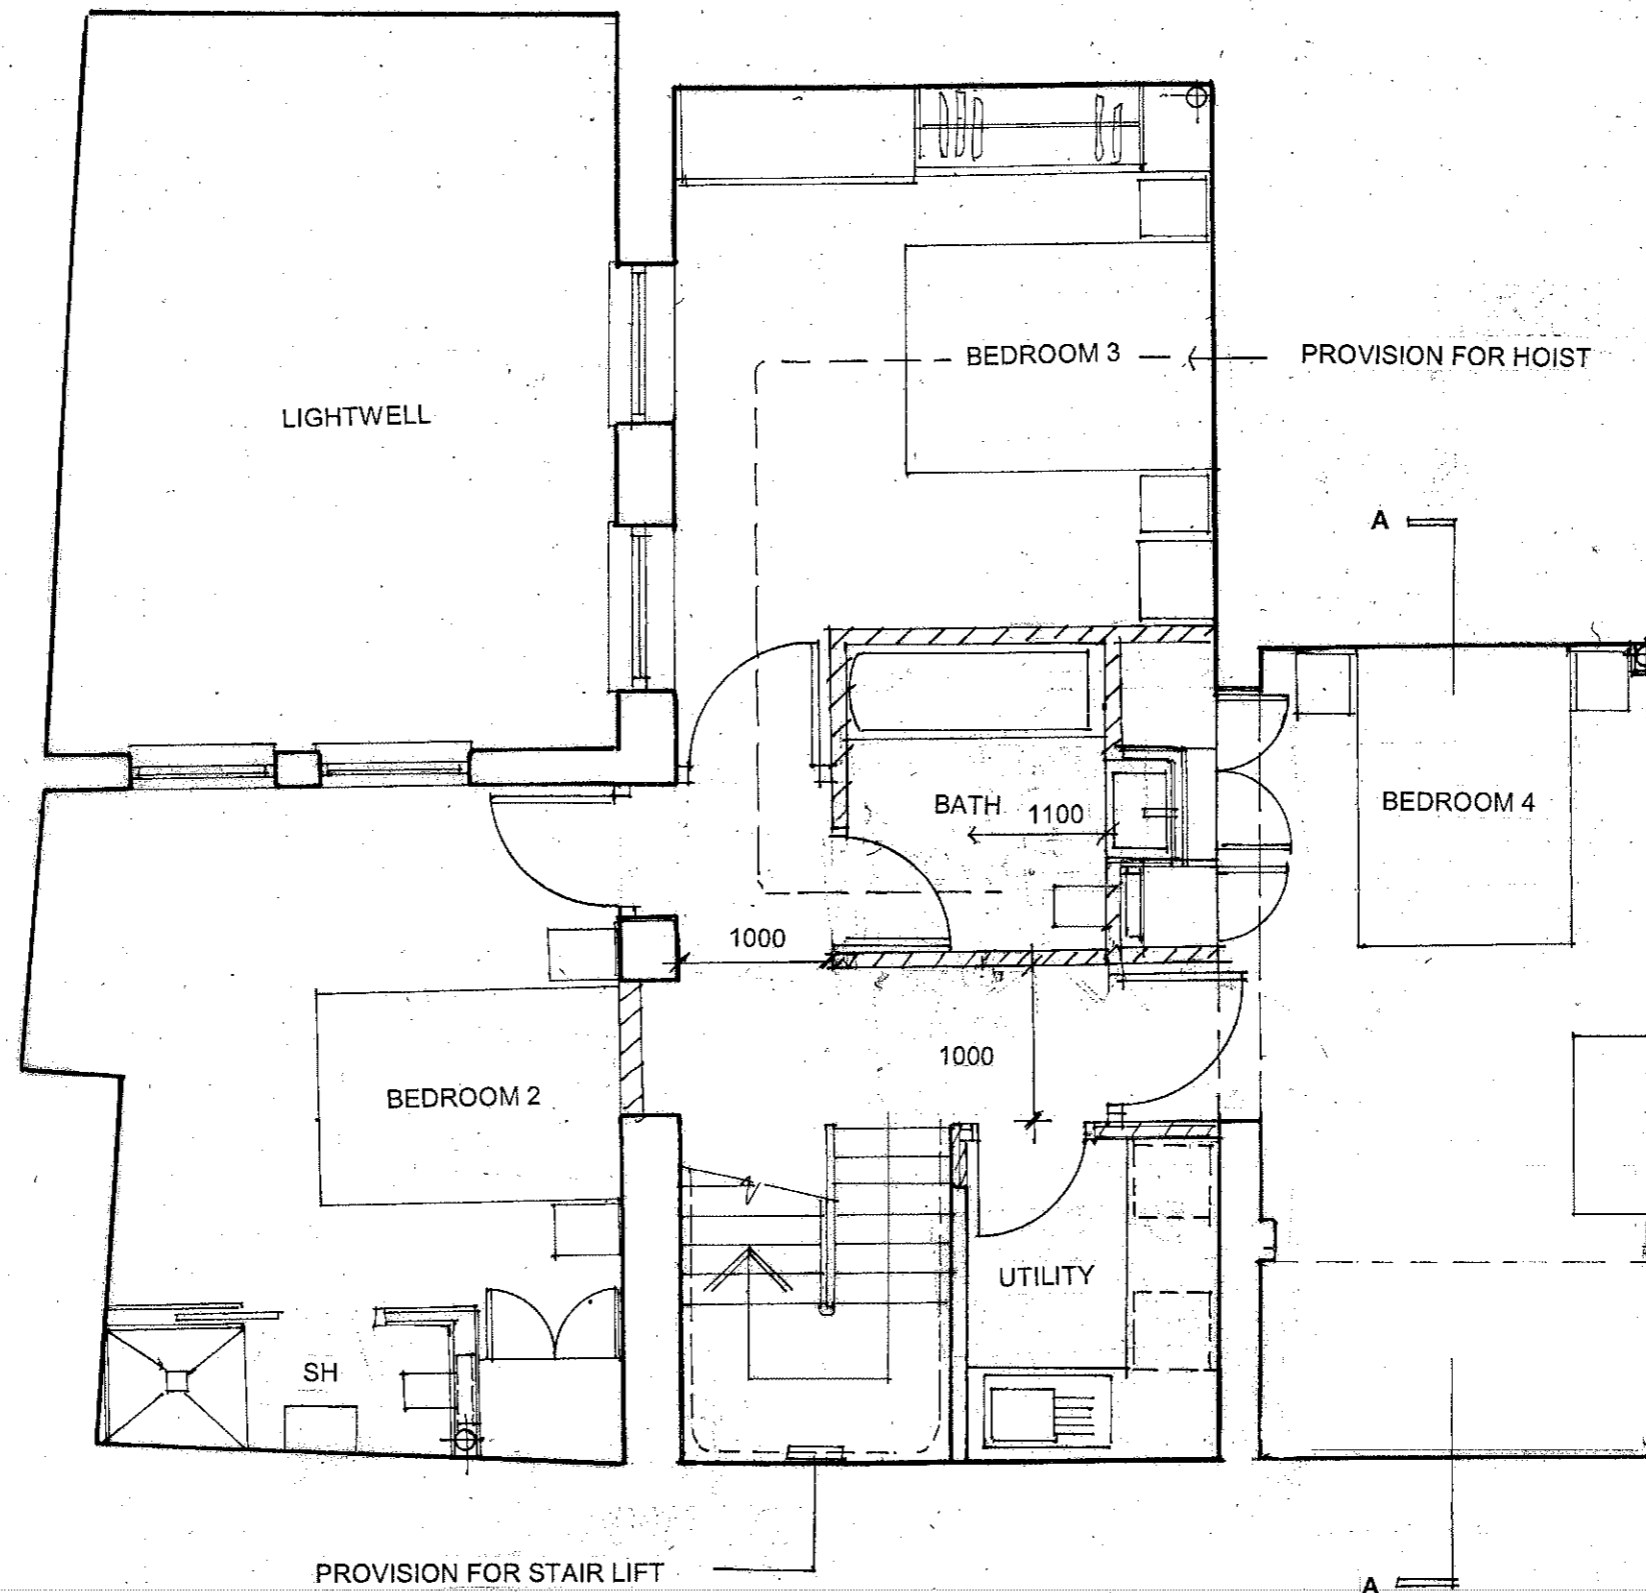 BEDROOM 3
PROVISION FOR HOIST
LIGHTWELL
A
BEDROOM 4
BATH
1100
1000
1000
BEDROOM 2
UTILITY
SH
PROVISION FOR STAIR LIFT
A